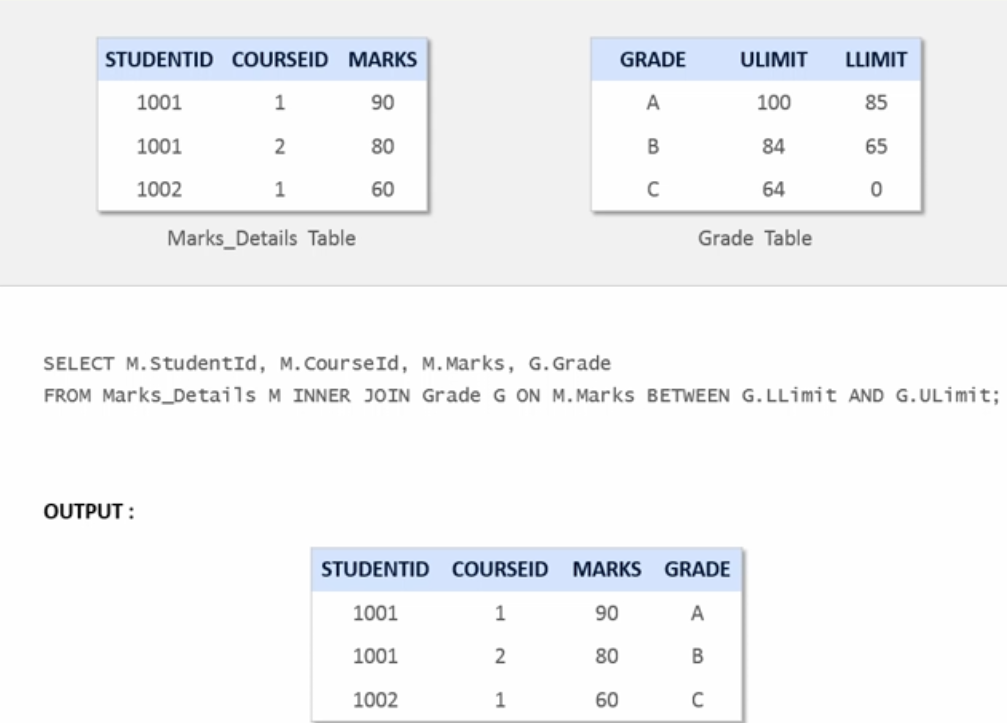 STUDENTID COURSEID MARKS
1001 1 90
1001 2 80
1002 1 60
Marks_Details Table
GRADE ULIMIT LLIMIT
A 100 85
B 84 65
C 64 0
Grade Table
SELECT M.StudentId, M.CourseId, M.Marks, G.Grade
FROM Marks_Details M INNER JOIN Grade G ON M.Marks BETWEEN G.LLimit AND G.ULimit;
OUTPUT :
STUDENTID COURSEID MARKS GRADE
1001 1 90 A
1001 2 80 B
1002 1 60 C